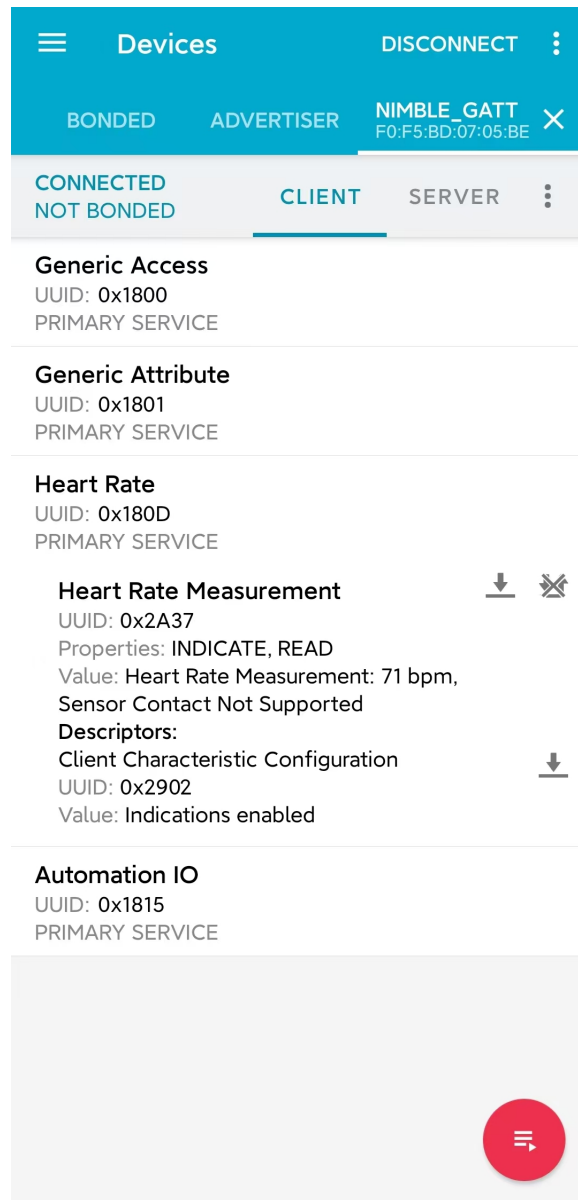 Devices
DISCONNECT
BONDED
ADVERTISER
NIMBLE_GATT
F0:F5:BD:07:05:BE
CONNECTED
NOT BONDED
CLIENT
SERVER
Generic Access
UUID: 0x1800
PRIMARY SERVICE
Generic Attribute
UUID: 0x1801
PRIMARY SERVICE
Heart Rate
UUID: 0x180D
PRIMARY SERVICE
Heart Rate Measurement
UUID: 0x2A37
Properties: INDICATE, READ
Value: Heart Rate Measurement: 71 bpm,
Sensor Contact Not Supported
Descriptors:
Client Characteristic Configuration
UUID: 0x2902
Value: Indications enabled
Automation IO
UUID: 0x1815
PRIMARY SERVICE